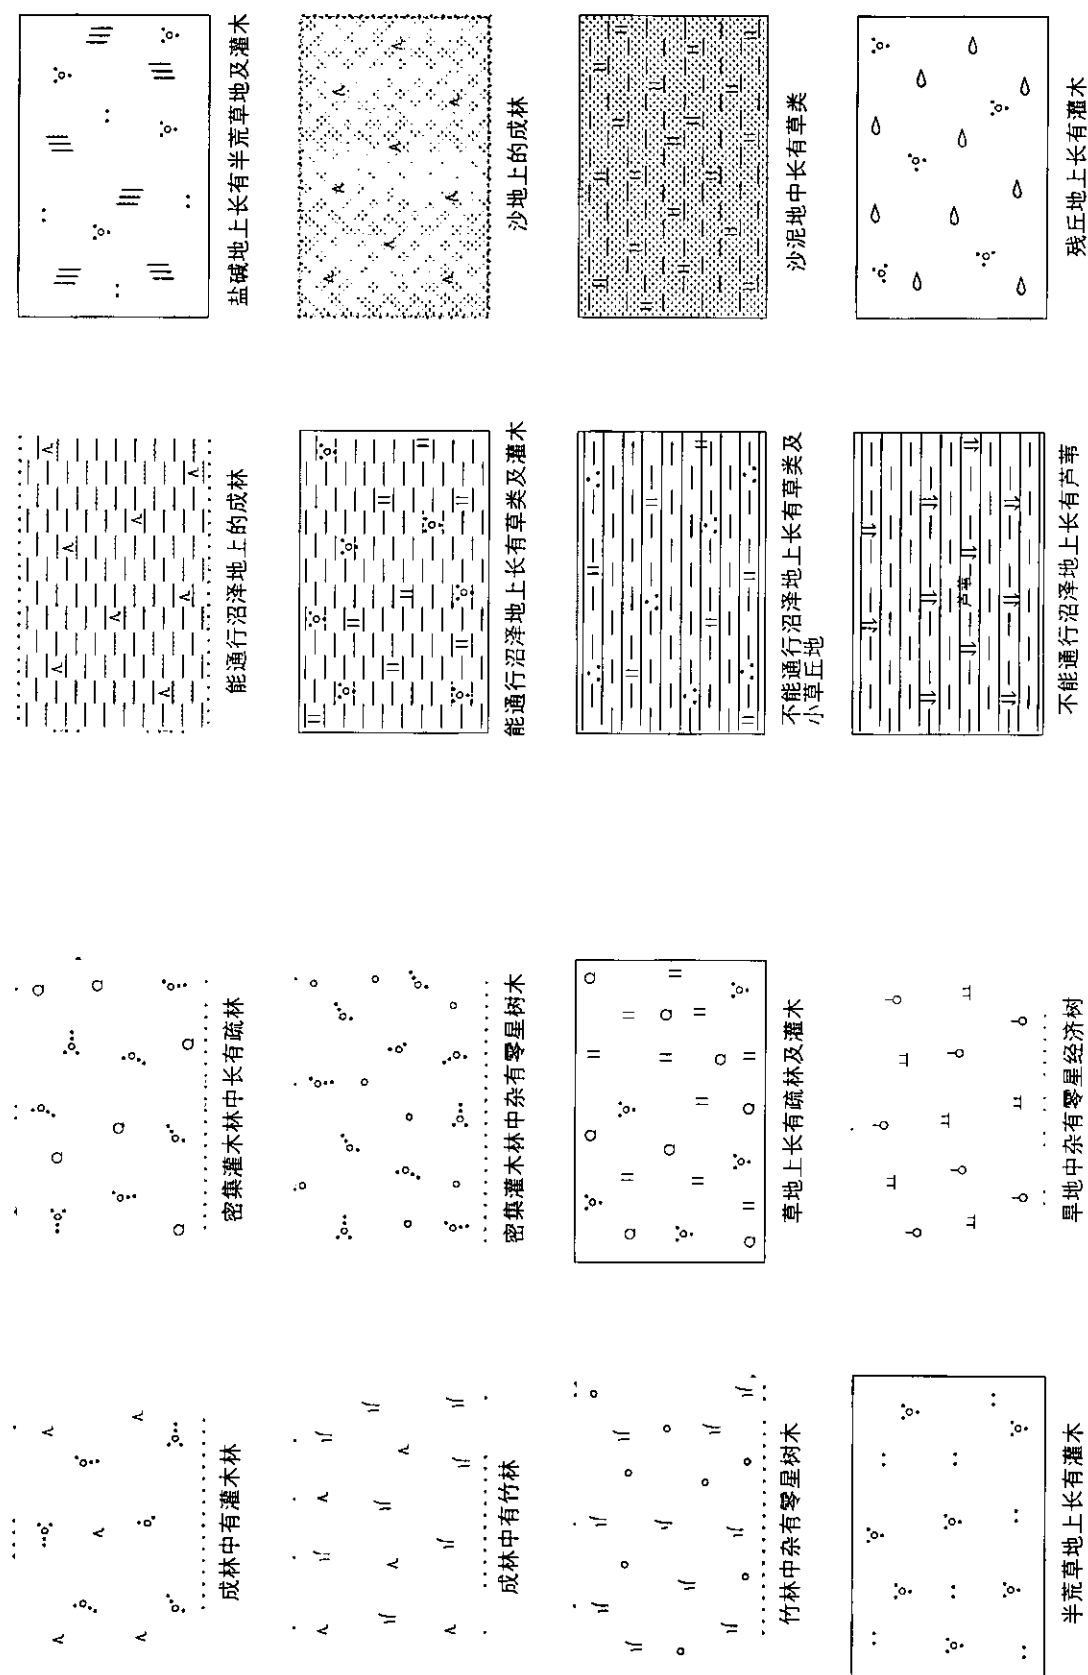 成林中有灌木林
密集灌木林中长有疏林
能通行沼泽地上的成林
盐碱地上长有半荒草地及灌木
成林中有竹林
密集灌木林中杂有零星树木
能通行沼泽地上长有草类及灌木
沙地上的成林
竹林中杂有零星树木
草地上长有疏林及灌木
不能通行沼泽地上长有草类及
小草丘地
沙泥地中长有草类
芦苇
半荒草地上长有灌木
旱地中杂有零星经济树
不能通行沼泽地上长有芦苇
残丘地上长有灌木